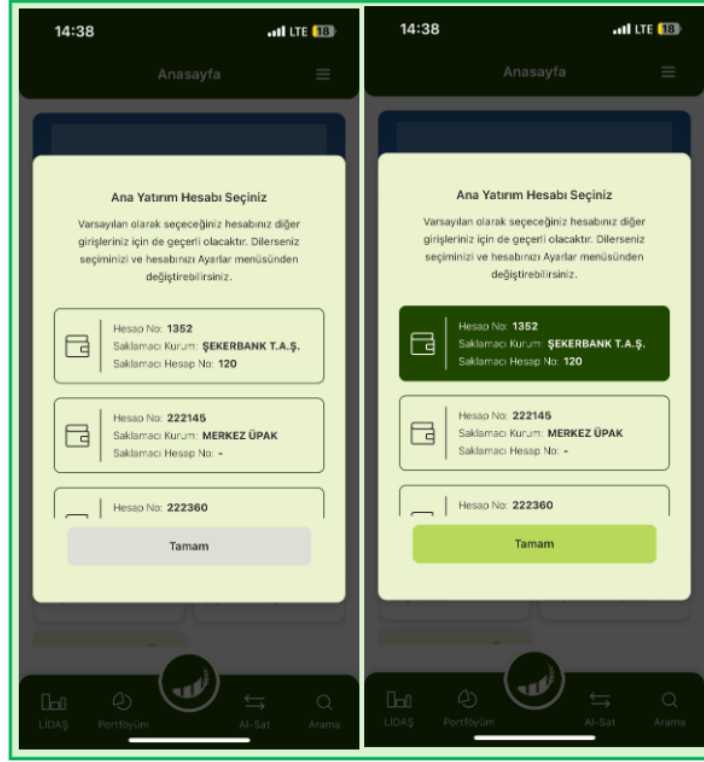 14:38
LTE 18
Anasayfa
Ana Yatırım Hesabı Seçiniz
Varsayılan olarak seçeceğiniz hesabınız diğer
girişleriniz için de geçerli olacaktır. Dilerseniz
seçiminizi ve hesabınızı Ayarlar menüsünden
değiştirebilirsiniz.
Hesap No: 1352
Saklamacı Kurum: ŞEKERBANK T.A.Ş.
Saklamacı Hesap No: 120
Hesap No: 222145
Saklamacı Kurum: MERKEZ ÜPAK
Saklamacı Hesap No: -
Hesap No: 222360
Tamam
LİDAŞ
Portföyüm
Al-Sat
Arama
14:38
LTE 18
Anasayfa
Ana Yatırım Hesabı Seçiniz
Varsayılan olarak seçeceğiniz hesabınız diğer
girişleriniz için de geçerli olacaktır. Dilerseniz
seçiminizi ve hesabınızı Ayarlar menüsünden
değiştirebilirsiniz.
Hesap No: 1352
Saklamacı Kurum: ŞEKERBANK T.A.Ş.
Saklamacı Hesap No: 120
Hesap No: 222145
Saklamacı Kurum: MERKEZ ÜPAK
Saklamacı Hesap No: -
Hesap No: 222360
Tamam
LİDAŞ
Portföyüm
Al-Sat
Arama